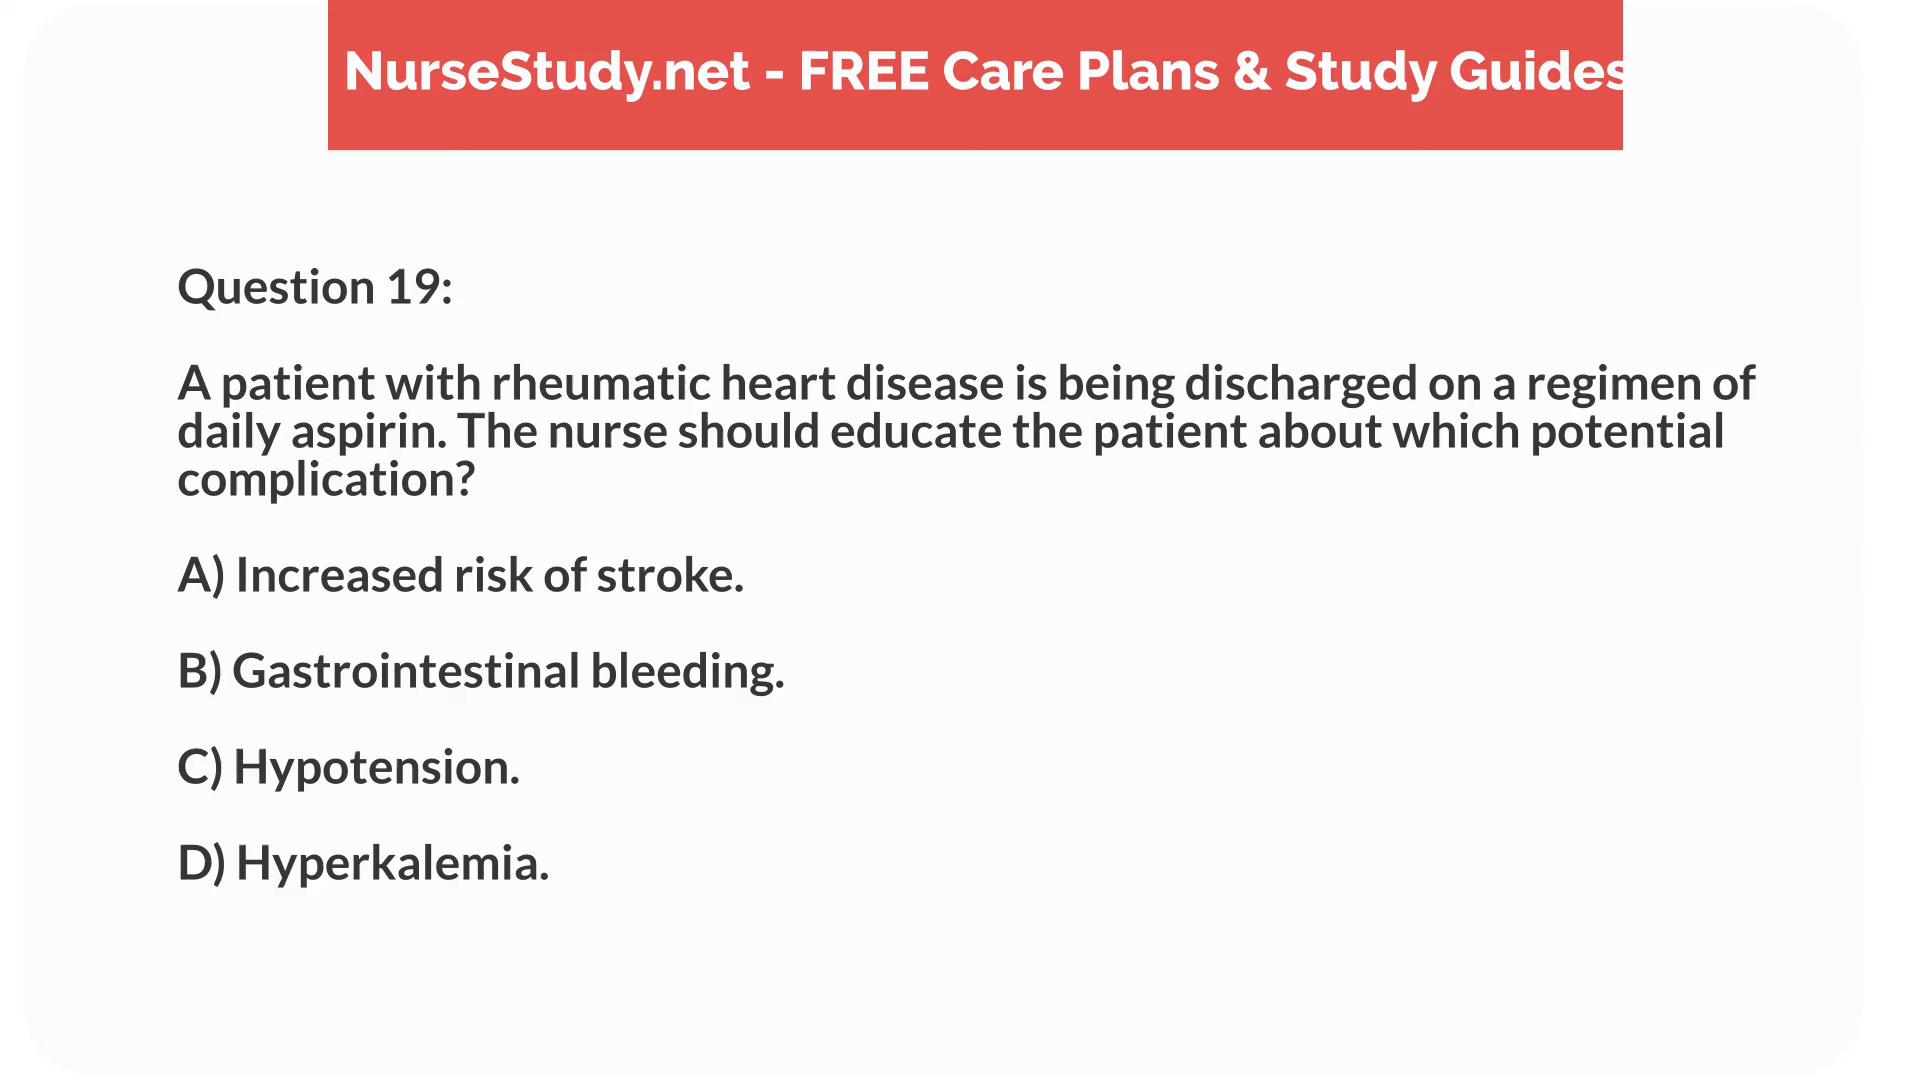 NurseStudy.net - FREE Care Plans & Study Guides
Question 19:
A patient with rheumatic heart disease is being discharged on a regimen of
daily aspirin. The nurse should educate the patient about which potential
complication?
A) Increased risk of stroke.
B) Gastrointestinal bleeding.
C) Hypotension.
D) Hyperkalemia.